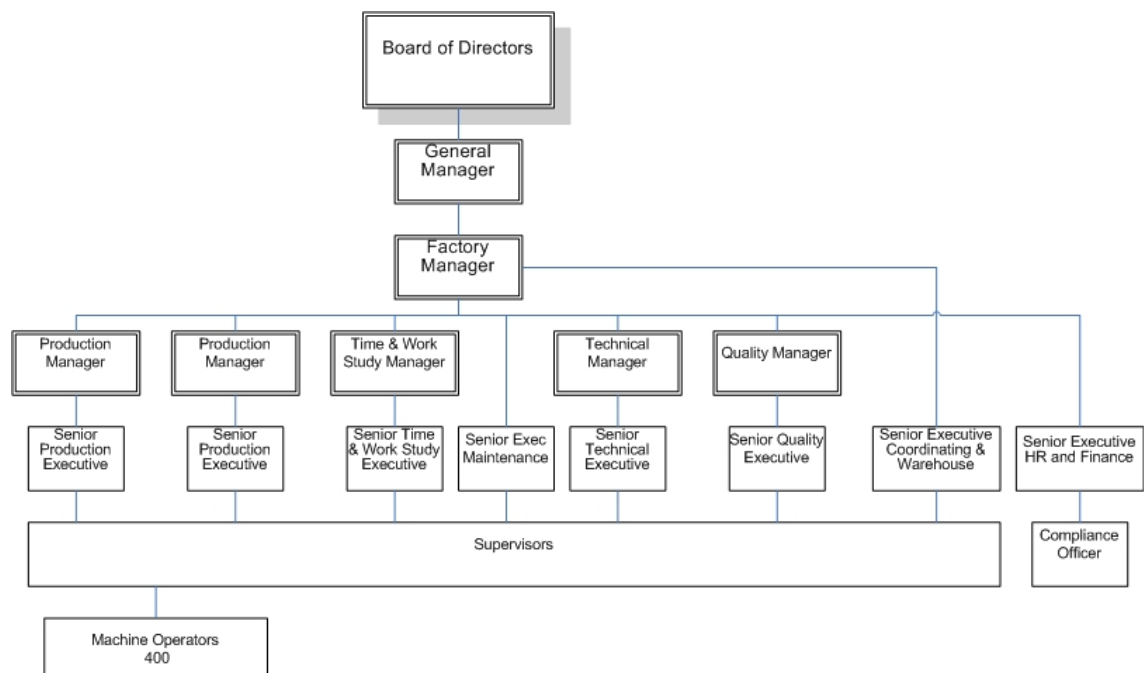 Board of Directors
General
Manager
Factory
Manager
Production
Manager
Production
Manager
Time & Work
Study Manager
Technical
Manager
Quality Manager
Senior
Production
Executive
Senior
Production
Executive
Senior Time
& Work Study
Executive
Senior Exec
Maintenance
Senior
Technical
Executive
Senior Quality
Executive
Senior Executive
Coordinating &
Warehouse
Senior Executive
HR and Finance
Supervisors
Compliance
Officer
Machine Operators
400